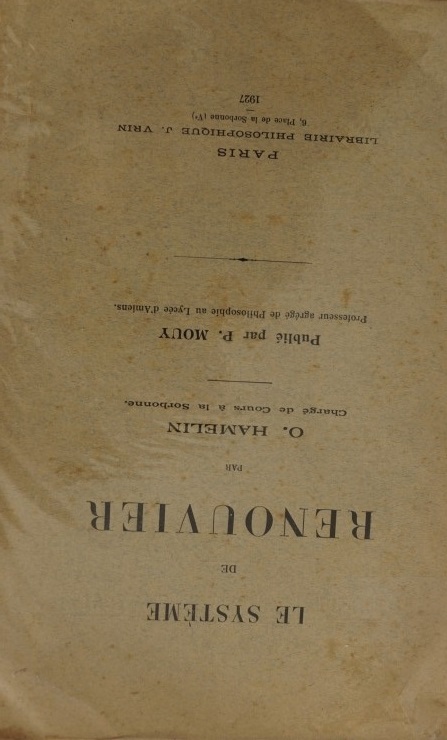 LE SYSTÈME
DE
RENOUVIER
PAR
O. HAMELIN
Chargé de Cours à la Sorbonne.
Publié par P. MOUY
Professeur agrégé de Philosophie au Lycée d'Amiens.
PARIS
LIBRAIRIE PHILOSOPHIQUE J. VRIN
6, Place de la Sorbonne (Vᵉ)
1927